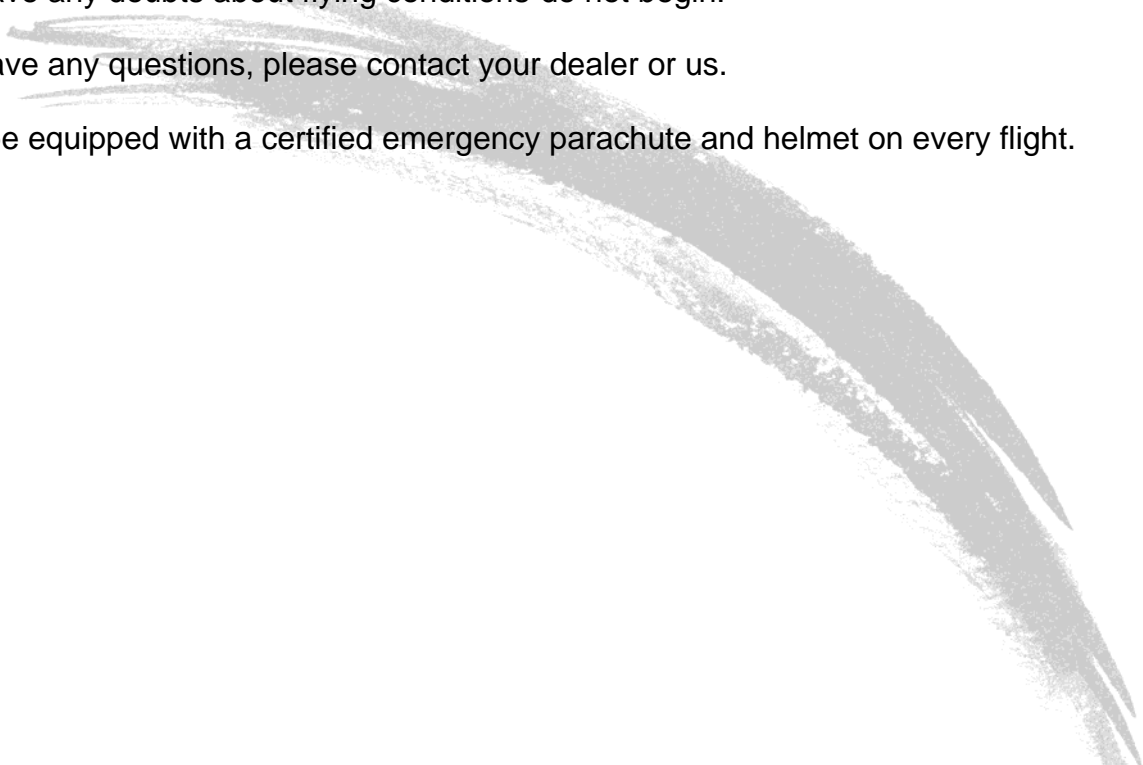 any doubts about flying conditions do not begin.
ave any questions, please contact your dealer or us.
e equipped with a certified emergency parachute and helmet on every flight.